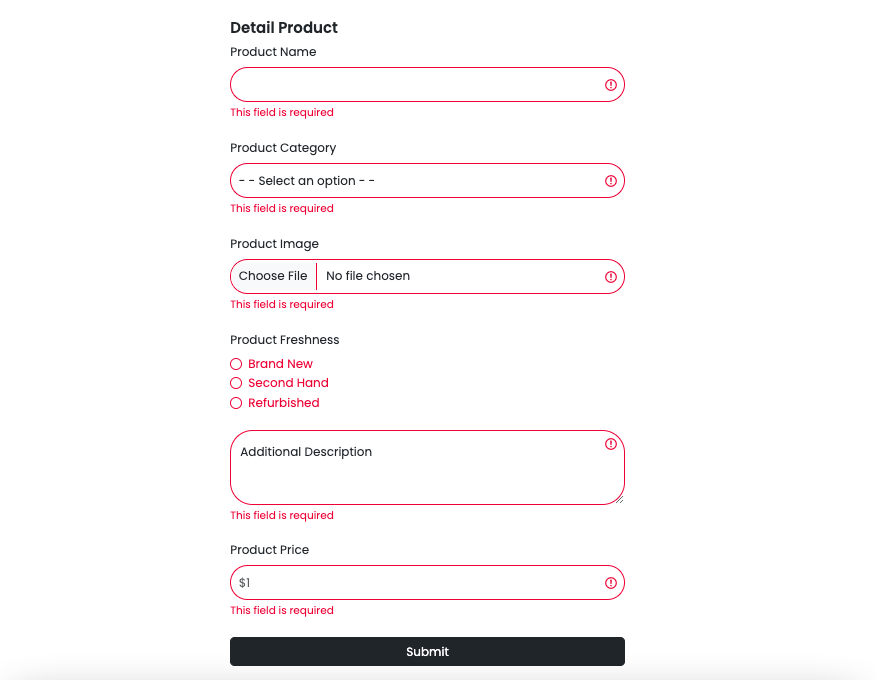 Detail Product
Product Name
This field is required
Product Category
- - Select an option - -
This field is required
Product Image
Choose File No file chosen
This field is required
Product Freshness
Brand New
Second Hand
Refurbished
Additional Description
This field is required
Product Price
$1
This field is required
Submit